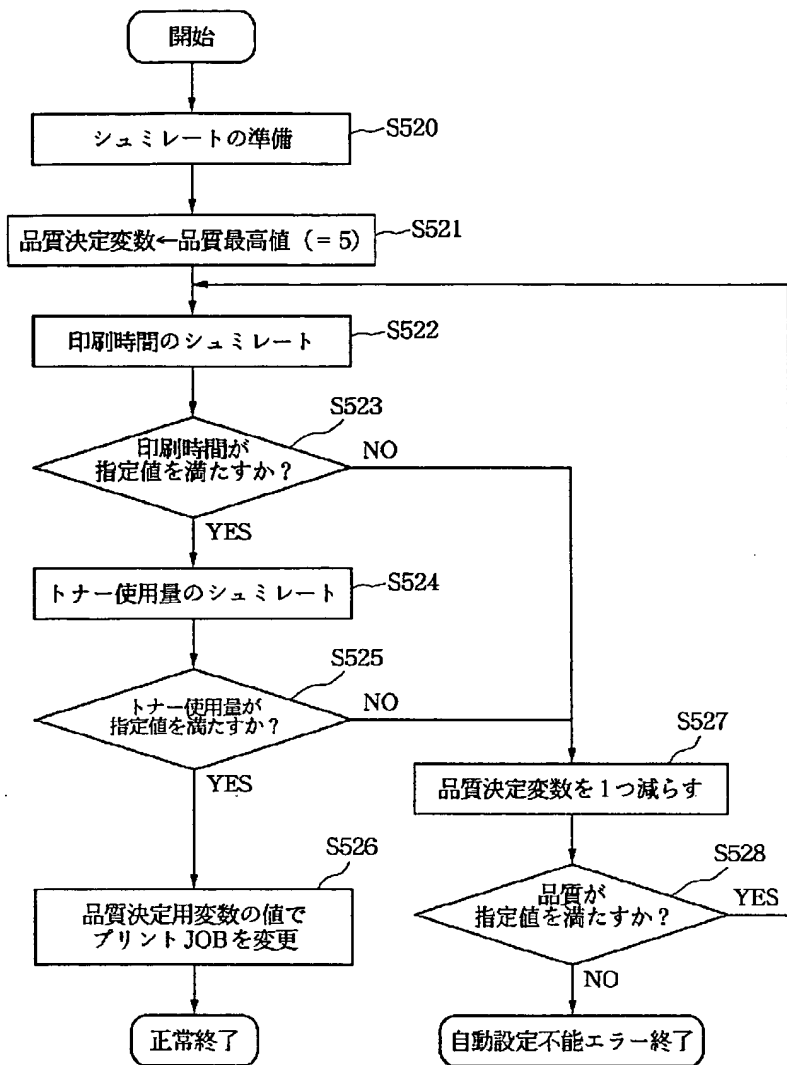 開始
シュミレートの準備
S520
品質決定変数←品質最高値（＝5）
S521
印刷時間のシュミレート
S522
S523
印刷時間が
指定値を満たすか？
NO
YES
トナー使用量のシュミレート
S524
S525
トナー使用量が
指定値を満たすか？
NO
YES
S527
品質決定変数を1つ減らす
S526
品質決定用変数の値で
プリントJOBを変更
S528
品質が
指定値を満たすか？
YES
NO
正常終了
自動設定不能エラー終了